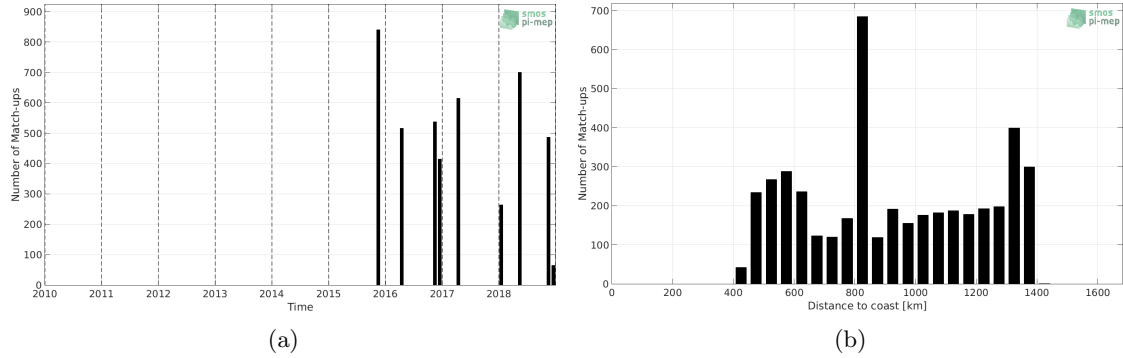 900
800
700
600
500
400
300
200
100
0
Number of Match-ups
2010 2011 2012 2013 2014 2015 2016 2017 2018
Time
smos
pi-mep
(a)
700
600
500
400
300
200
100
0
Number of Match-ups
0 200 400 600 800 1000 1200 1400 1600
Distance to coast [km]
smos
pi-mep
(b)